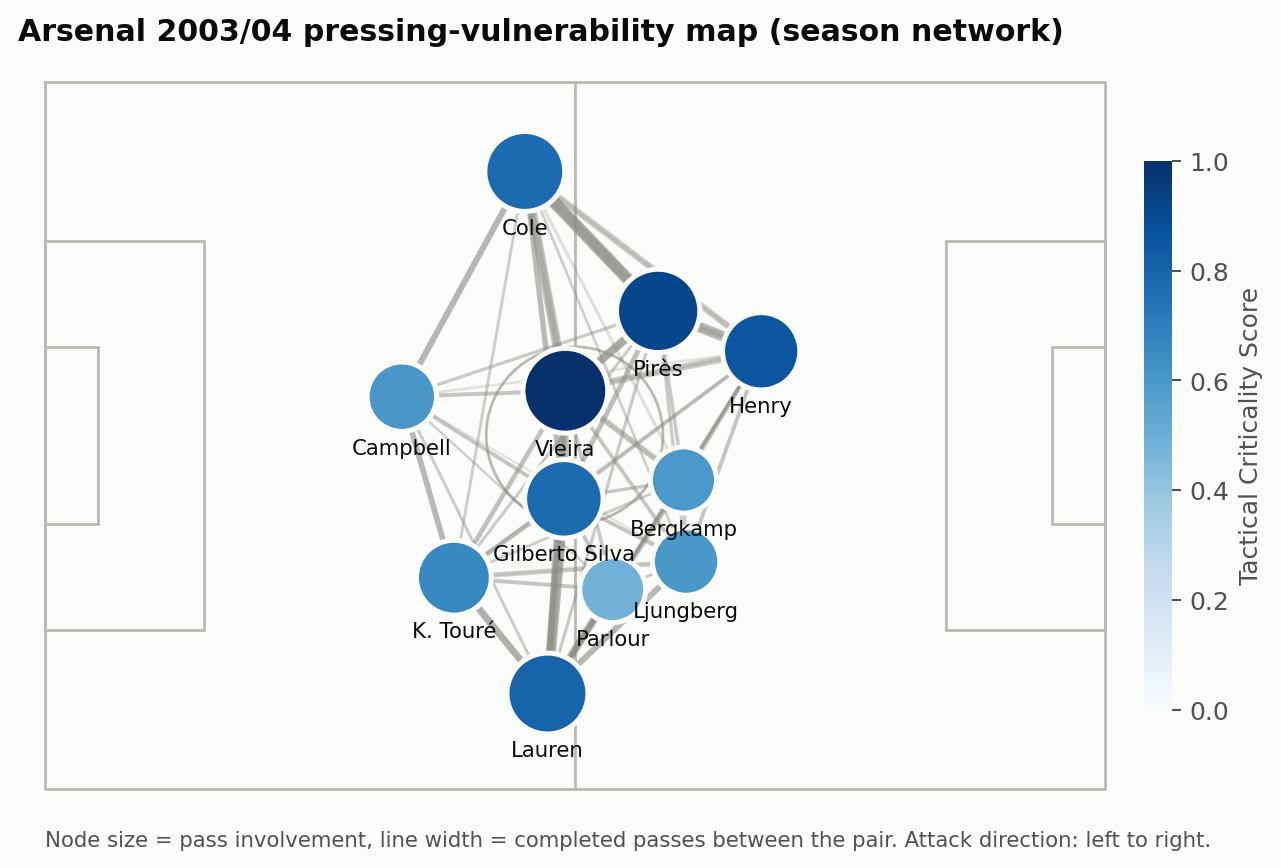 Arsenal 2003/04 pressing-vulnerability map (season network)
Cole
Pirès
Henry
Campbell
Vieira
Bergkamp
Gilberto Silva
Ljungberg
K. Touré
Parlour
Lauren
1.0
0.8
0.6
0.4
0.2
0.0
Tactical Criticality Score
Node size = pass involvement, line width = completed passes between the pair. Attack direction: left to right.